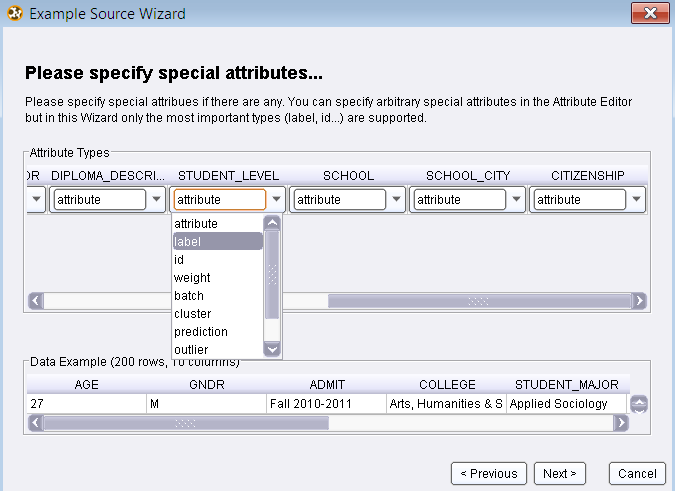 Example Source Wizard
Please specify special attributes...
Please specify special attribues if there are any. You can specify arbitrary special attributes in the Attribute Editor
but in this Wizard only the most important types (label, id...) are supported.
Attribute Types
OR DIPLOMA_DESCRI... STUDENT_LEVEL SCHOOL SCHOOL_CITY CITIZENSHIP
attribute attribute attribute attribute attribute
attribute
label
id
weight
batch
cluster
prediction
outlier
Data Example (200 rows, 10 columns)
AGE GNDR ADMIT COLLEGE STUDENT_MAJOR
27 M Fall 2010-2011 Arts, Humanities & S Applied Sociology
< Previous Next > Cancel